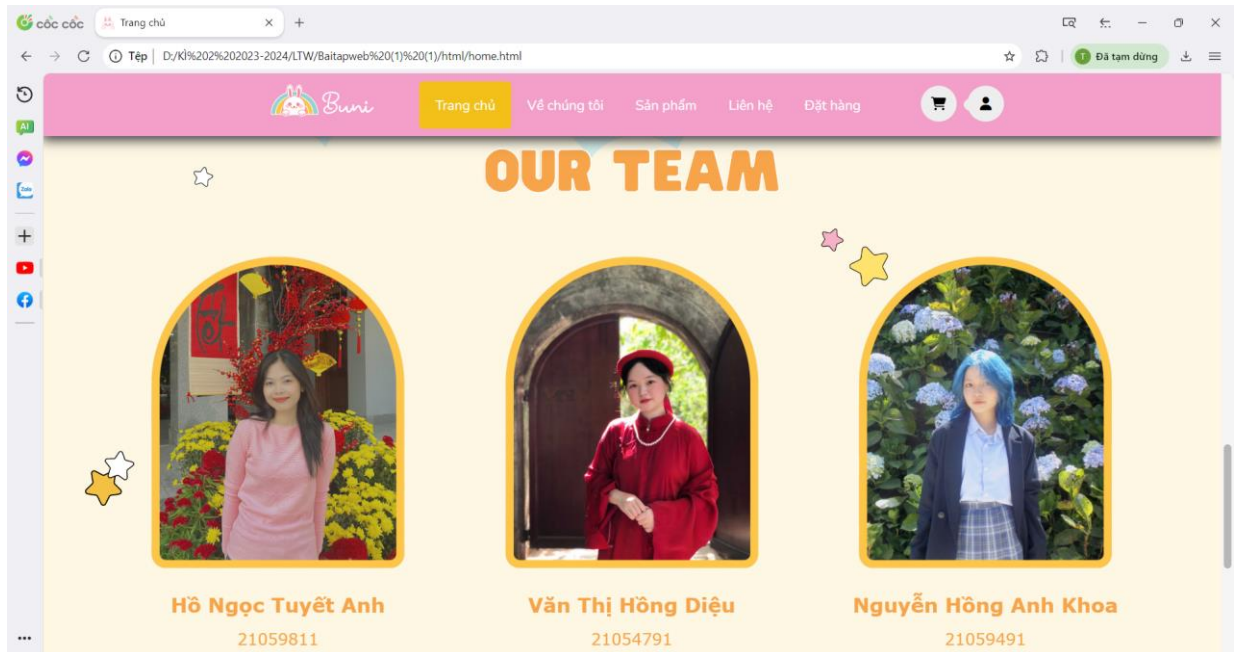 cốc cốc Trang chủ
Tệp D:/KÌ%202%202023-2024/LTW/Baitapweb%20(1)%20(1)/html/home.html T Đã tạm dừng
AI
Zalo
Buni Trang chủ Về chúng tôi Sản phẩm Liên hệ Đặt hàng
OUR TEAM
Hồ Ngọc Tuyết Anh Văn Thị Hồng Diệu Nguyễn Hồng Anh Khoa
21059811 21054791 21059491